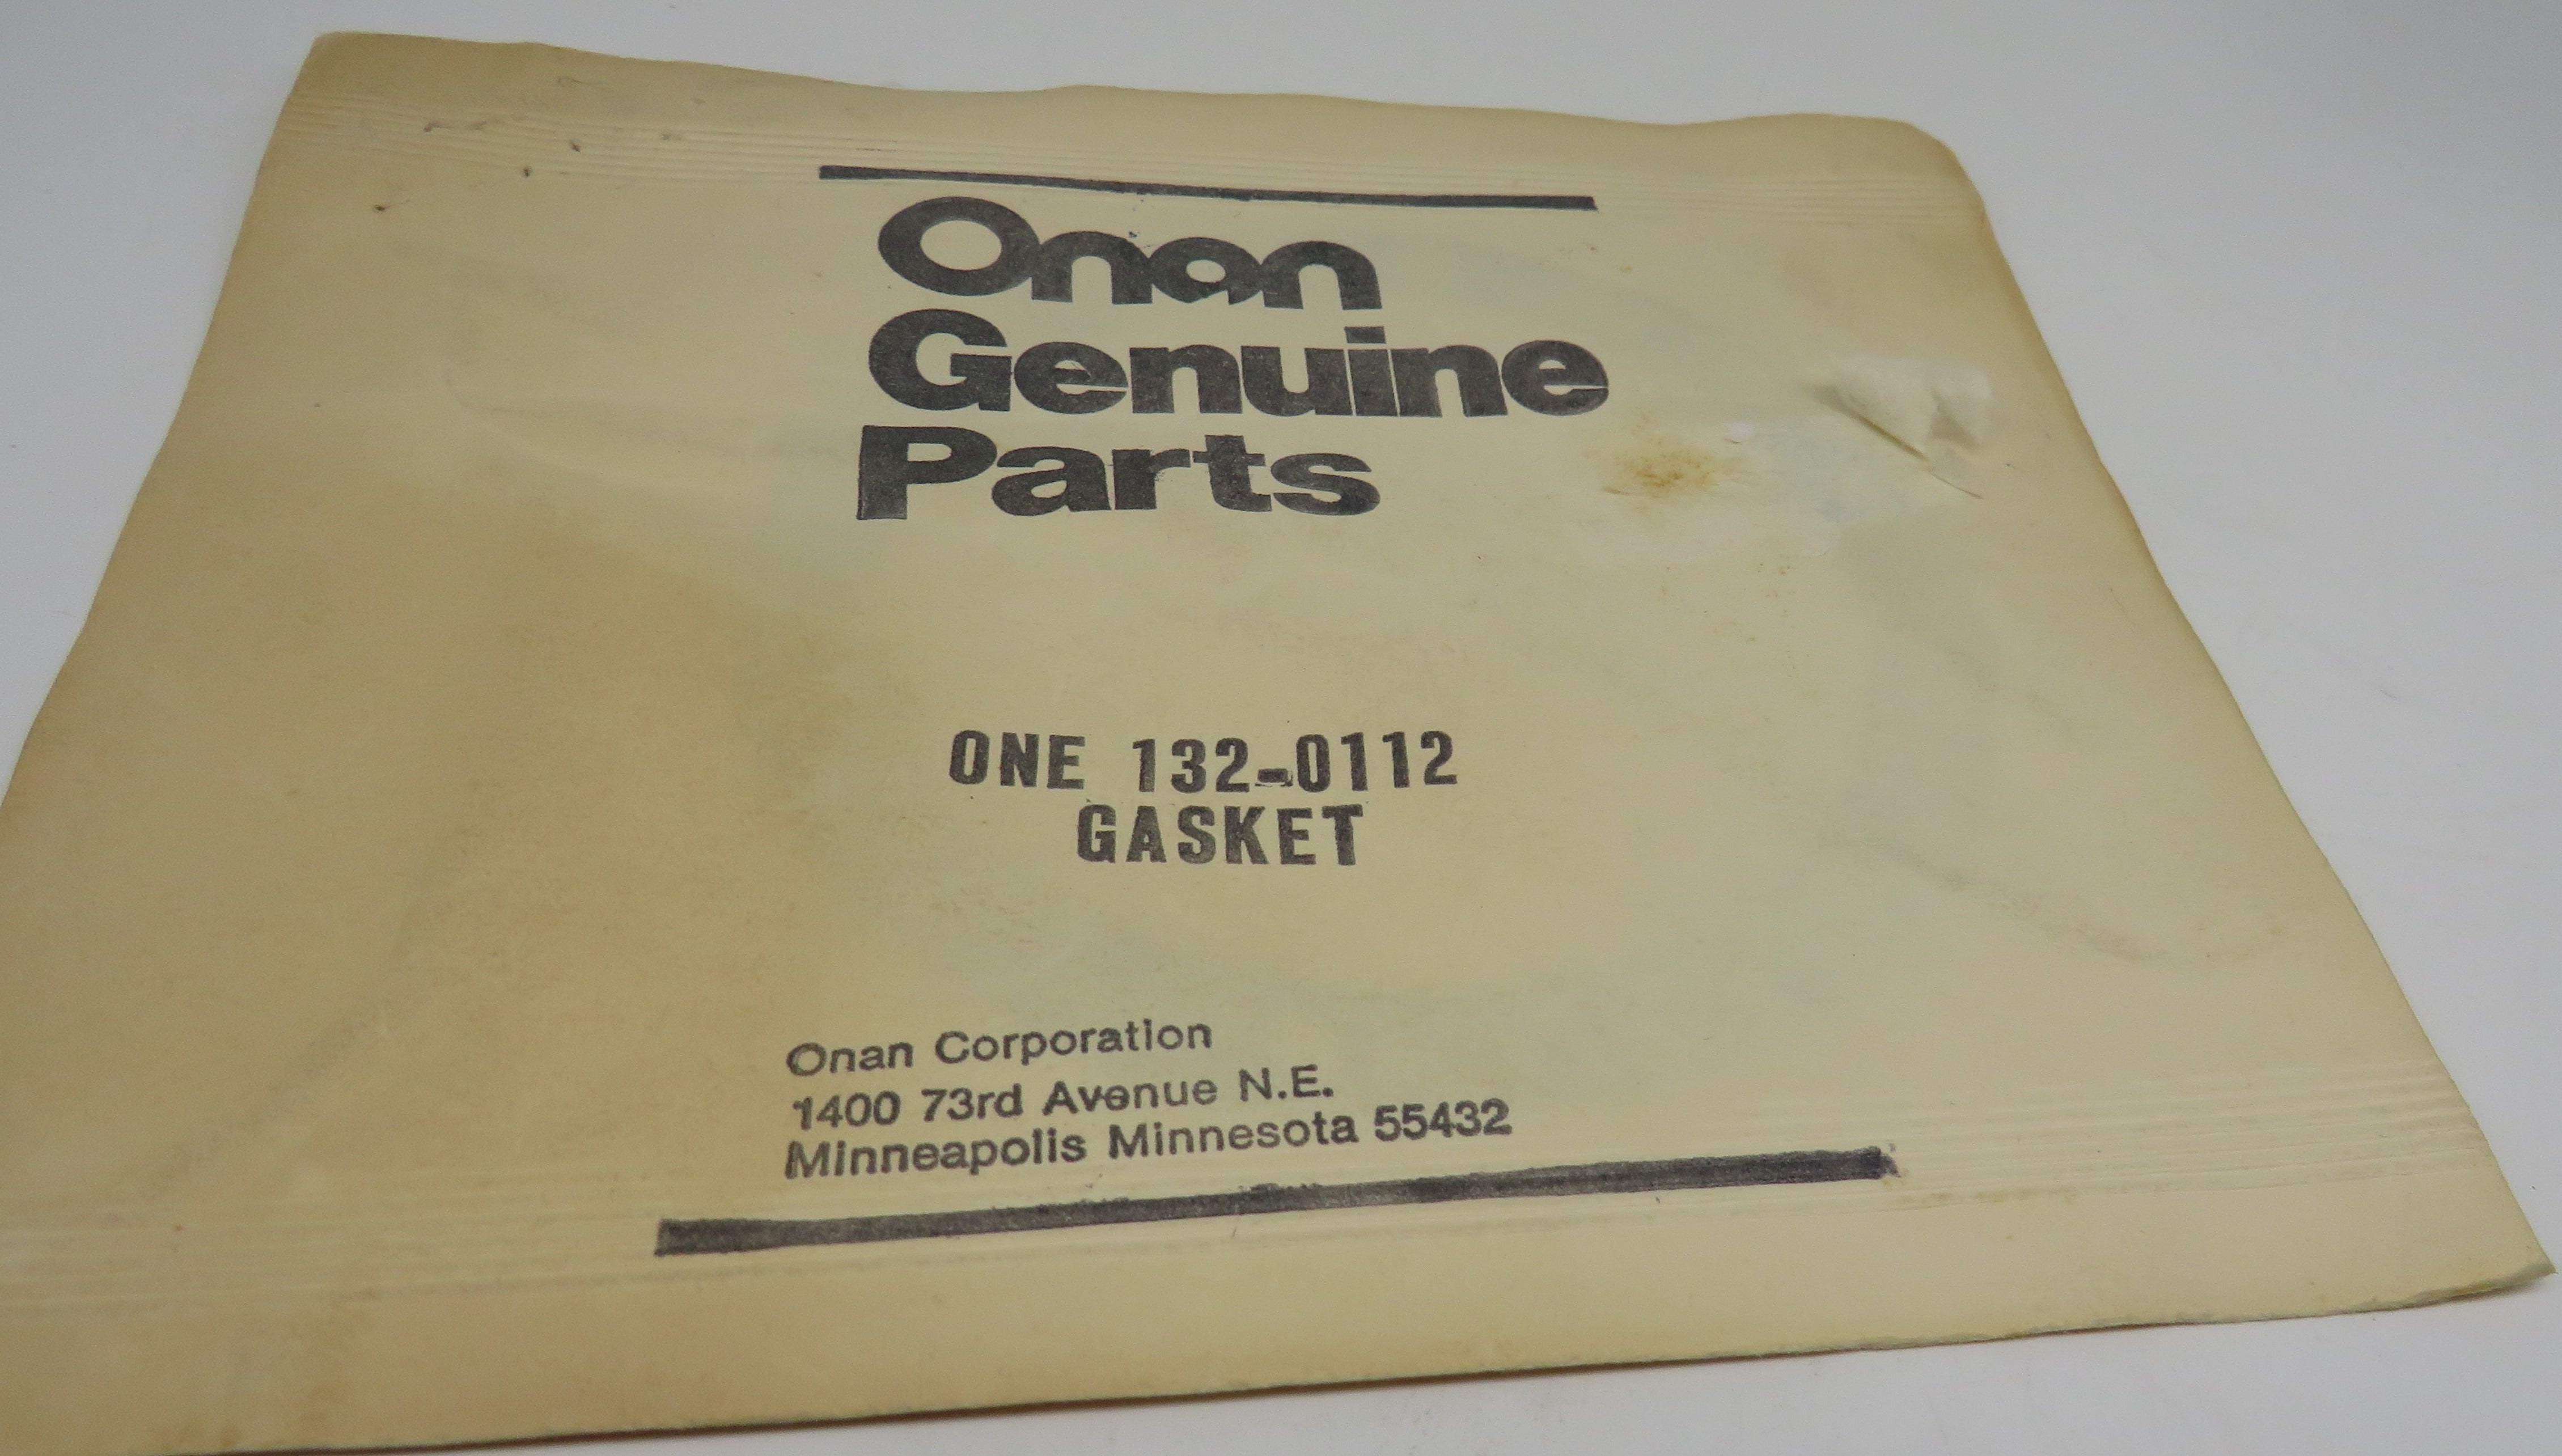 Onan
Genuine
Parts
ONE 132-0112
GASKET
Onan Corporation
1400 73rd Avenue N.E.
Minneapolis Minnesota 55432